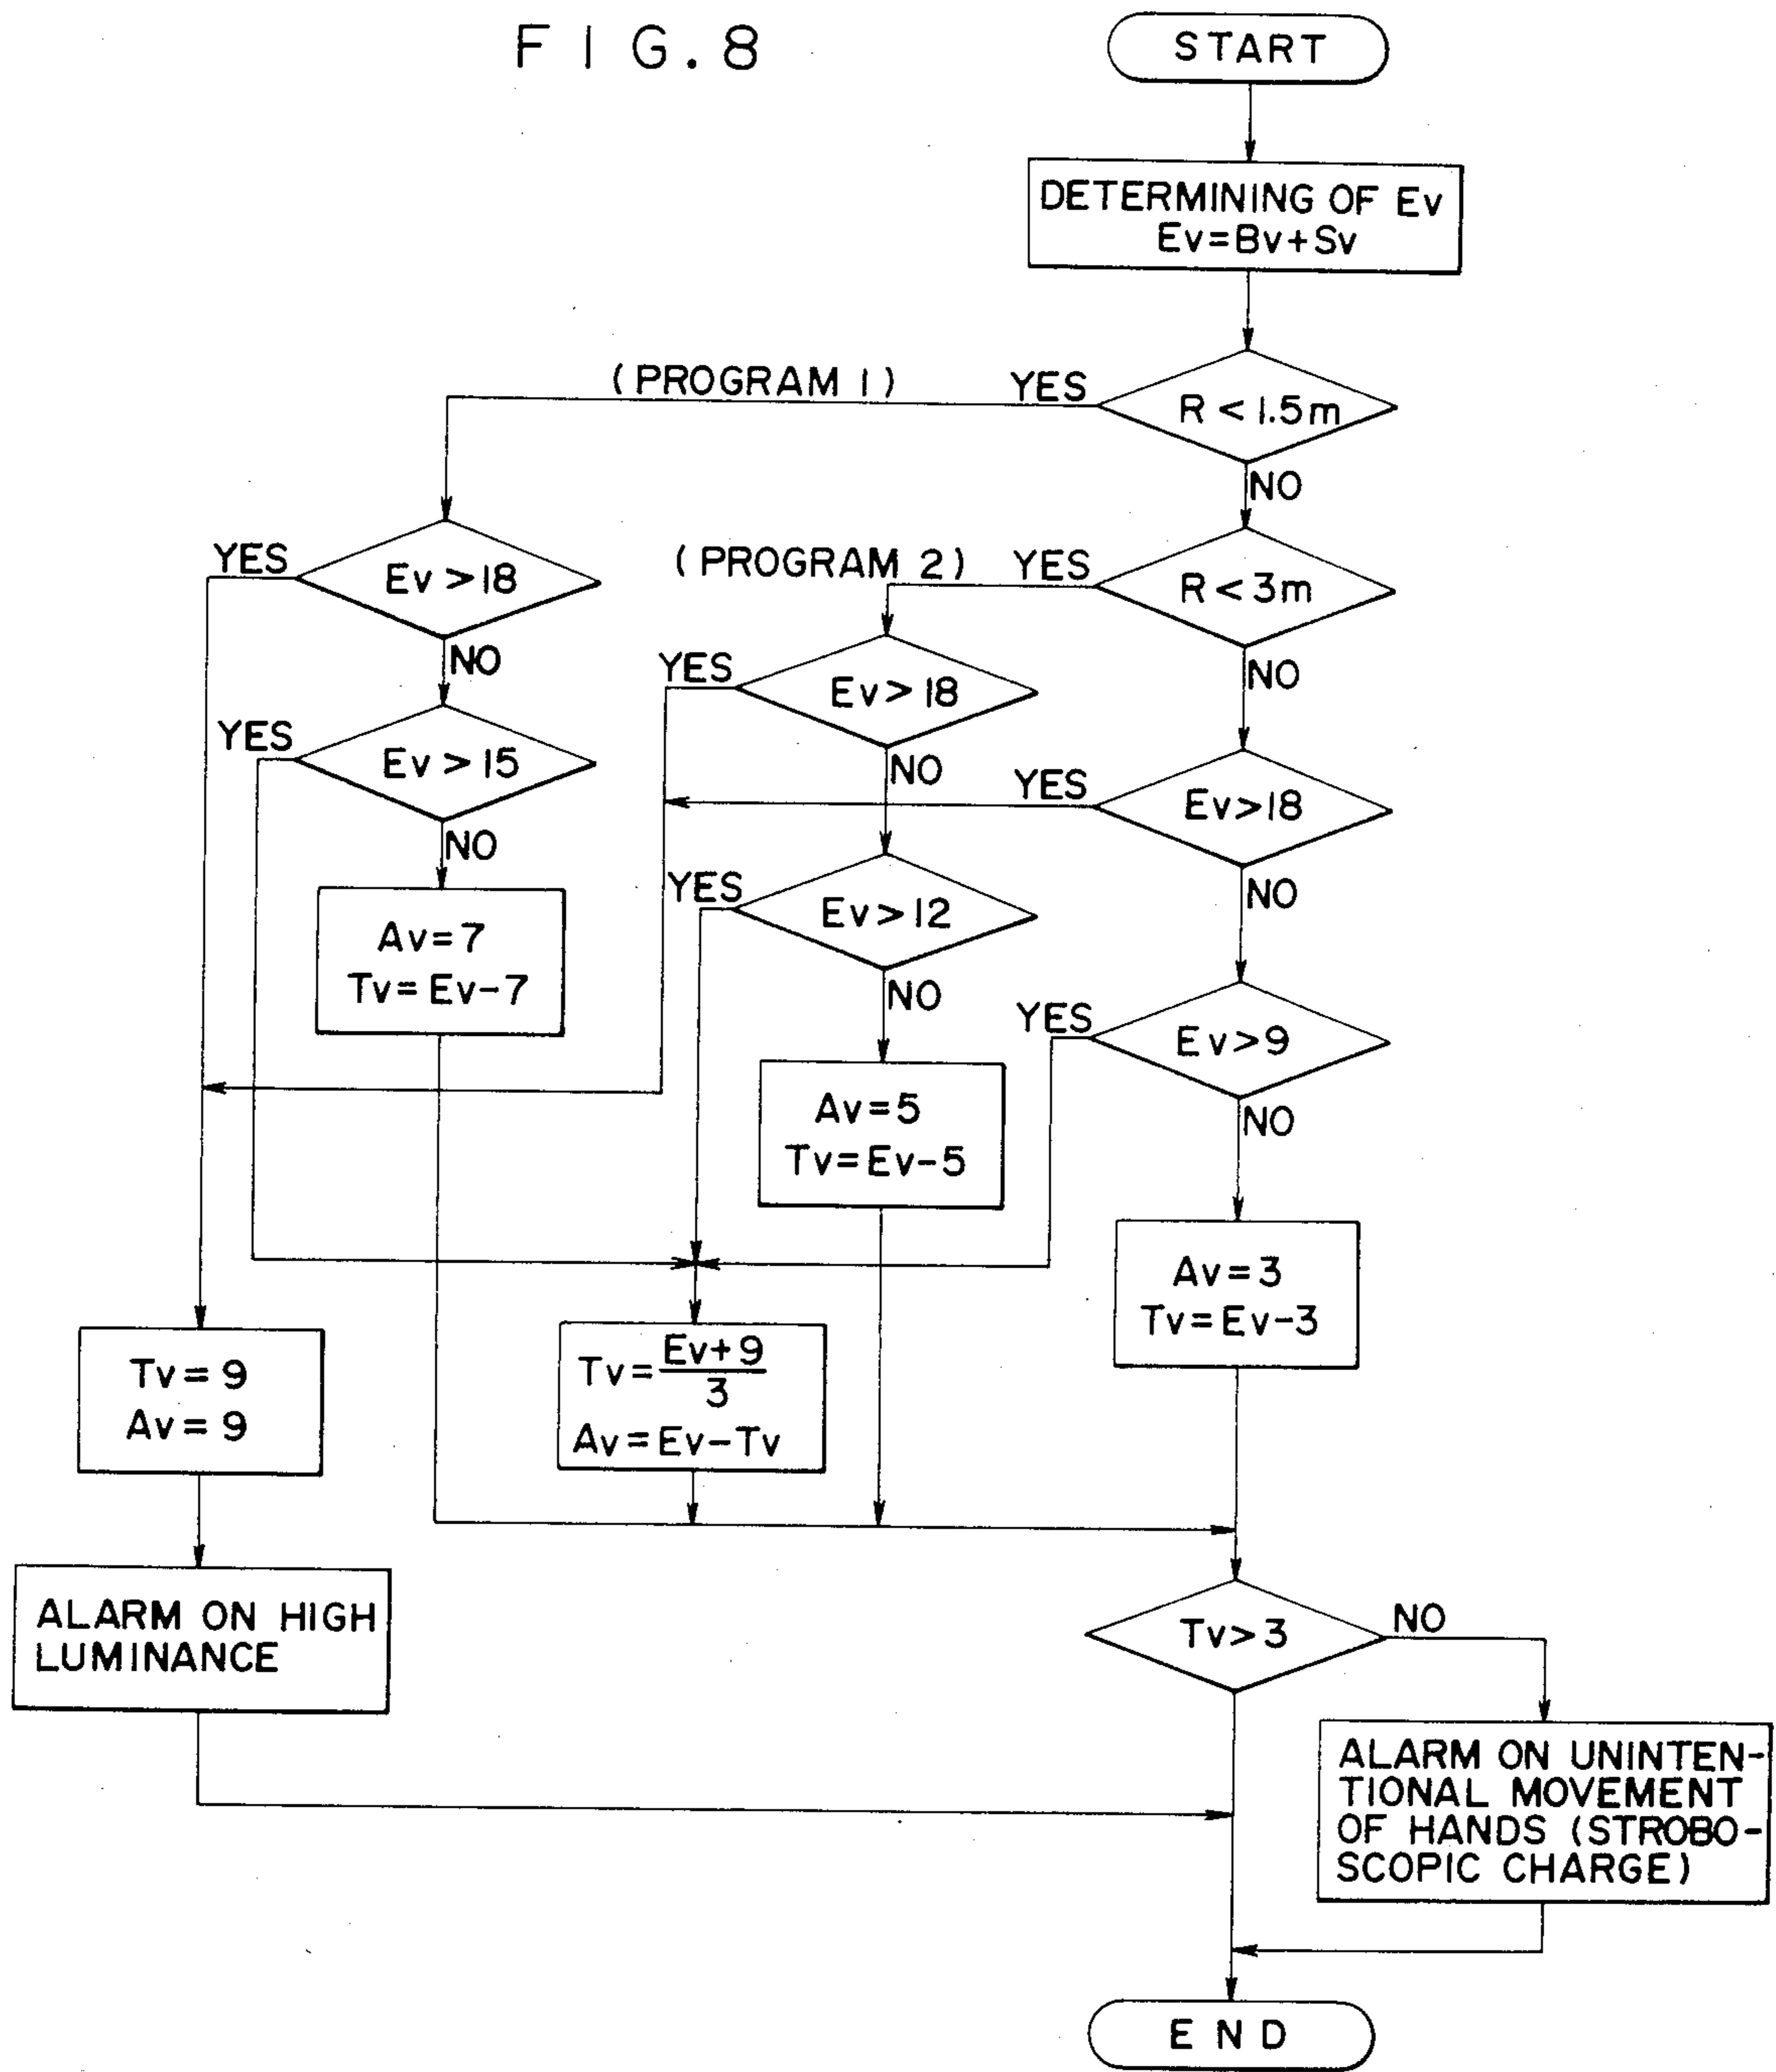 FIG. 8
START
DETERMINING OF Ev
Ev=Bv+Sv
(PROGRAM 1)
YES
R < 1.5m
NO
YES
Ev > 18
(PROGRAM 2)
YES
R < 3m
NO
YES
Ev > 18
NO
NO
YES
Ev > 15
NO
YES
Ev>18
NO
YES
Ev > 12
NO
Av=7
Tv=Ev-7
NO
YES
Ev>9
NO
Av=5
Tv=Ev-5
Av=3
Tv=Ev-3
Tv=9
Av=9
Tv=Ev+9/3
Av=Ev-Tv
ALARM ON HIGH
LUMINANCE
Tv>3
NO
ALARM ON UNINTEN-
TIONAL MOVEMENT
OF HANDS (STROBO-
SCOPIC CHARGE)
END